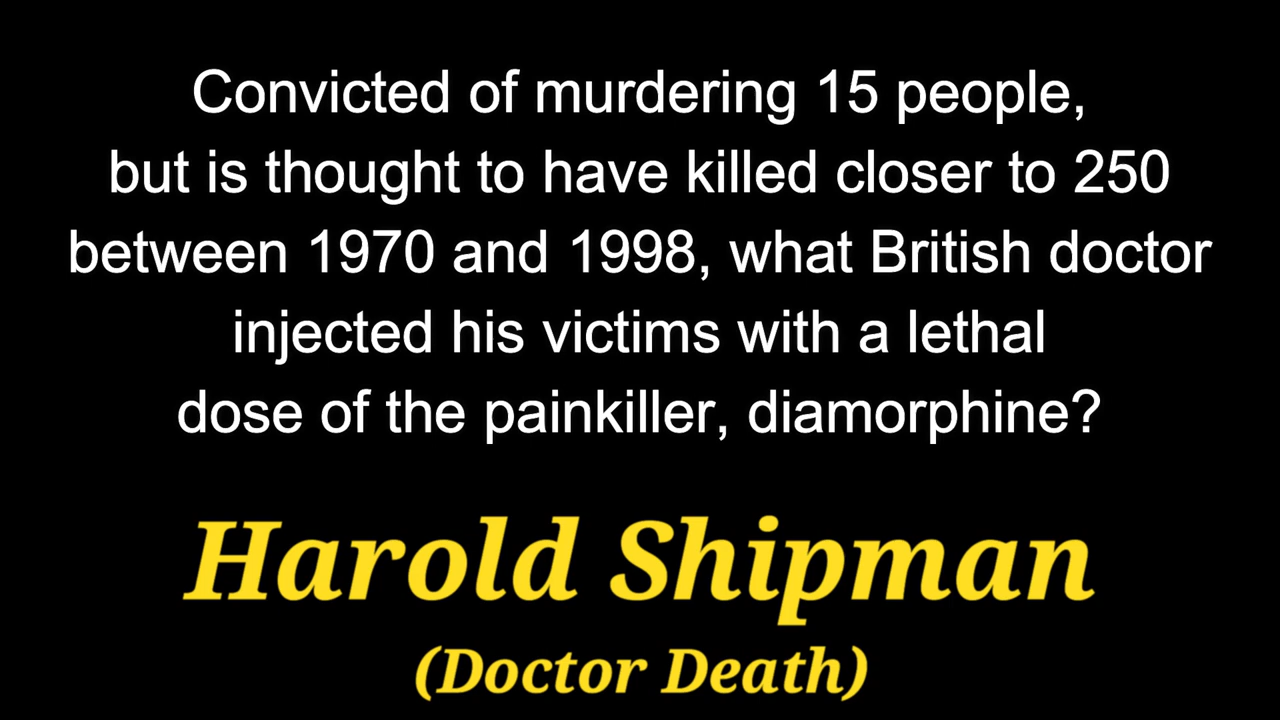 Convicted of murdering 15 people,
but is thought to have killed closer to 250
between 1970 and 1998, what British doctor
injected his victims with a lethal
dose of the painkiller, diamorphine?
Harold Shipman
(Doctor Death)